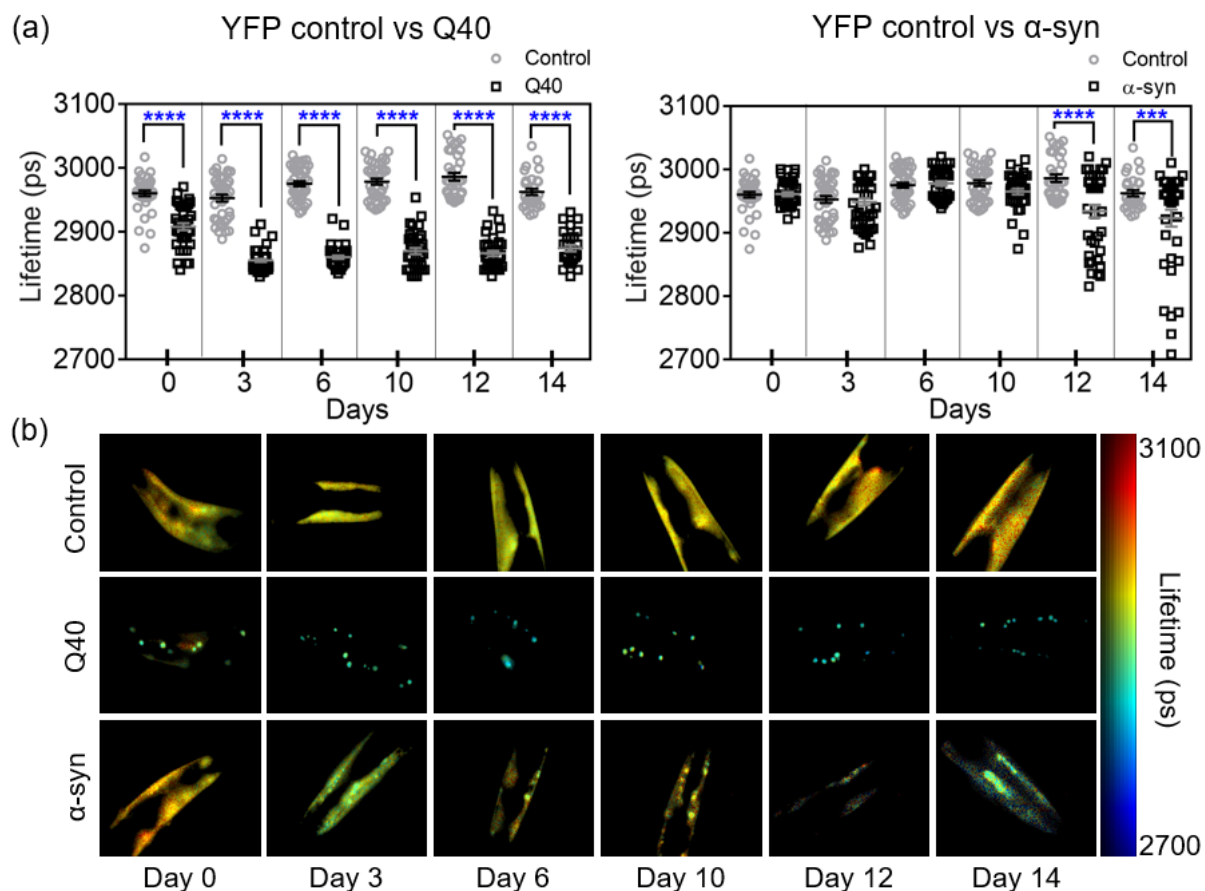 (a)
YFP control vs Q40
Control
Q40
Lifetime (ps)
3100
3000
2900
2800
2700
****
****
****
****
****
****
0 3 6 10 12 14
Days
YFP control vs α-syn
Control
α-syn
Lifetime (ps)
3100
3000
2900
2800
2700
****
***
0 3 6 10 12 14
Days
(b)
Control
Q40
α-syn
Day 0 Day 3 Day 6 Day 10 Day 12 Day 14
3100
Lifetime (ps)
2700